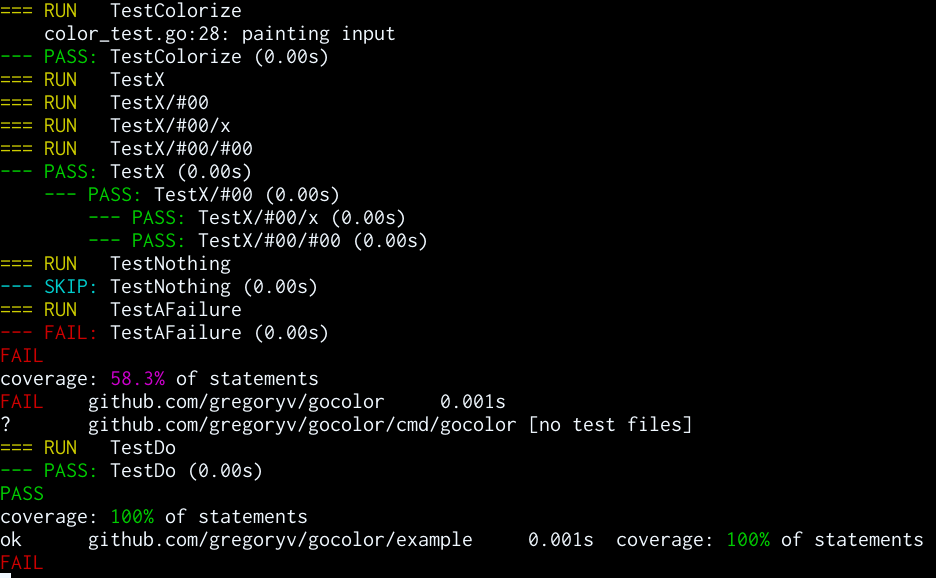 === RUN   TestColorize
    color_test.go:28: painting input
--- PASS: TestColorize (0.00s)
=== RUN   TestX
=== RUN   TestX/#00
=== RUN   TestX/#00/x
=== RUN   TestX/#00/#00
--- PASS: TestX (0.00s)
    --- PASS: TestX/#00 (0.00s)
        --- PASS: TestX/#00/x (0.00s)
        --- PASS: TestX/#00/#00 (0.00s)
=== RUN   TestNothing
--- SKIP: TestNothing (0.00s)
=== RUN   TestAFailure
--- FAIL: TestAFailure (0.00s)
FAIL
coverage: 58.3% of statements
FAIL    github.com/gregoryv/gocolor     0.001s
?       github.com/gregoryv/gocolor/cmd/gocolor [no test files]
=== RUN   TestDo
--- PASS: TestDo (0.00s)
PASS
coverage: 100% of statements
ok      github.com/gregoryv/gocolor/example     0.001s  coverage: 100% of statements
FAIL